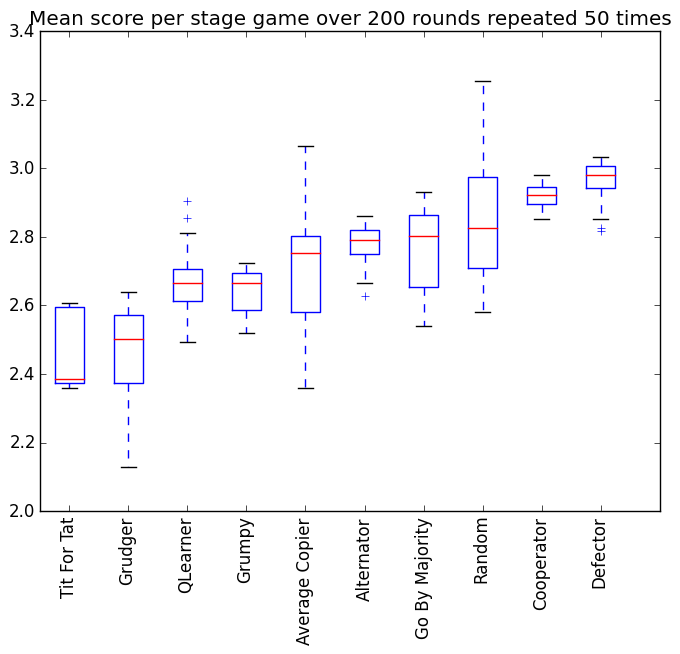 Mean score per stage game over 200 rounds repeated 50 times
3.4
3.2
3.0
2.8
2.6
2.4
2.2
2.0
Tit For Tat
Grudger
QLearner
Grumpy
Average Copier
Alternator
Go By Majority
Random
Cooperator
Defector